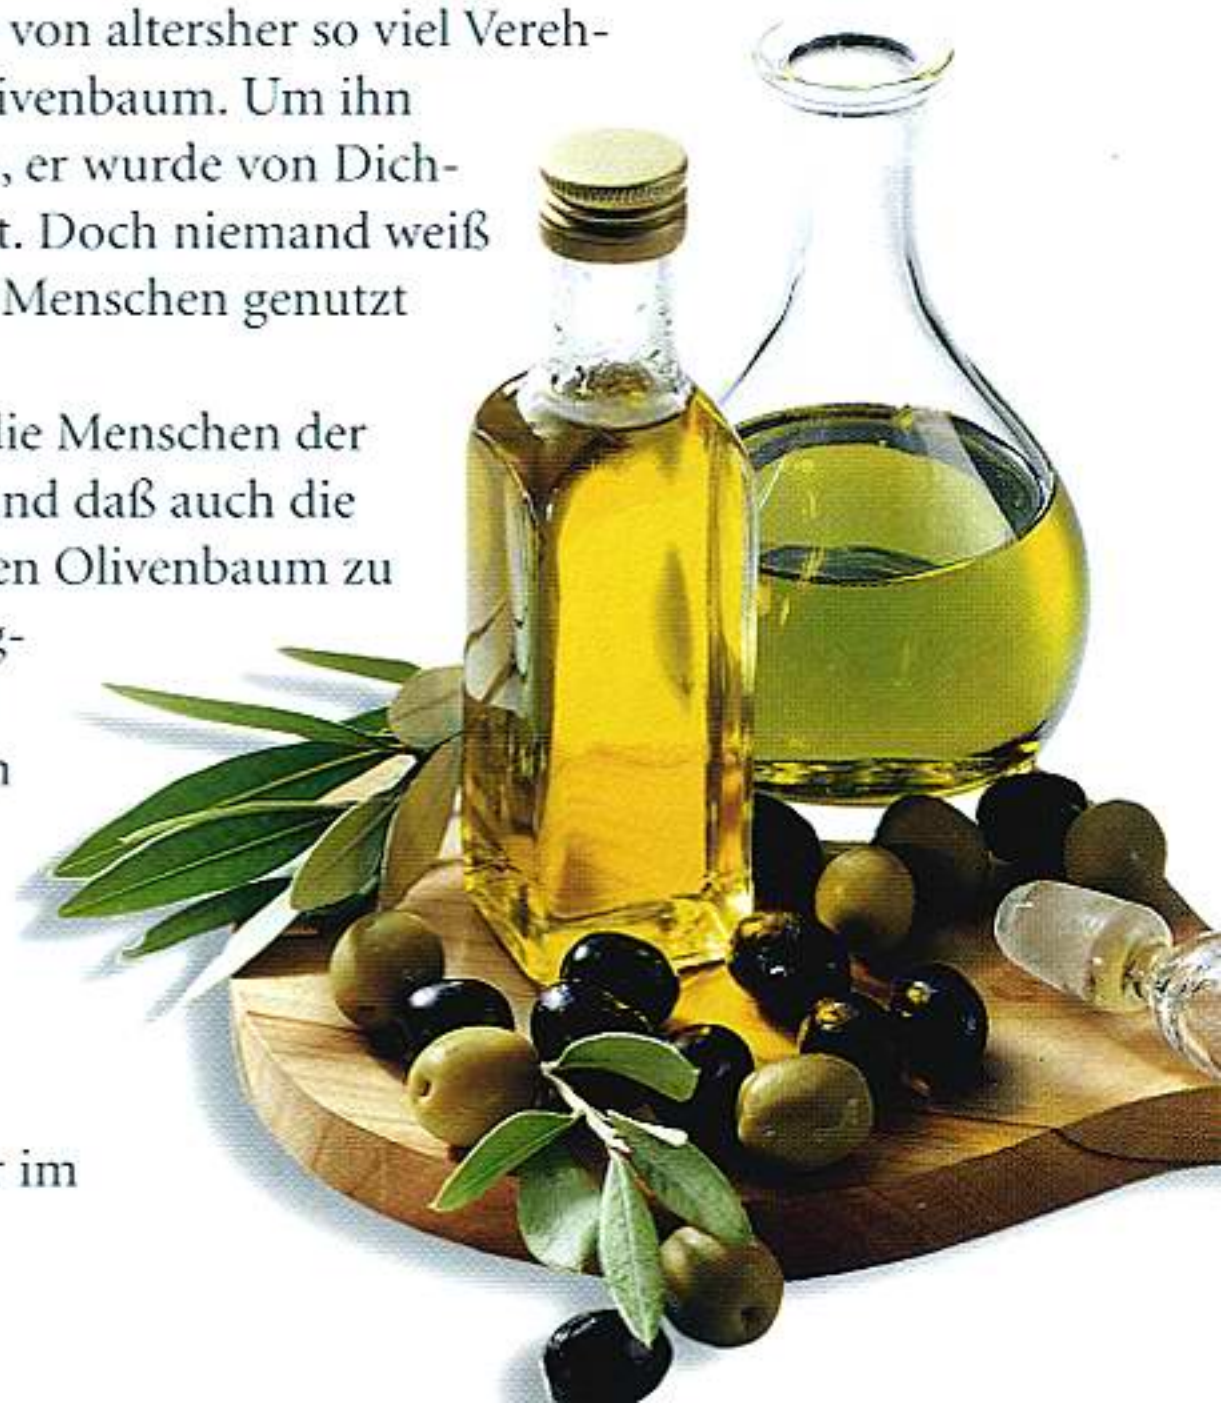 von altersher so viel Vereh-
ivenbaum. Um ihn
, er wurde von Dich-
t. Doch niemand weiß
Menschen genutzt
die Menschen der
nd daß auch die
en Olivenbaum zu
g-
n
r im